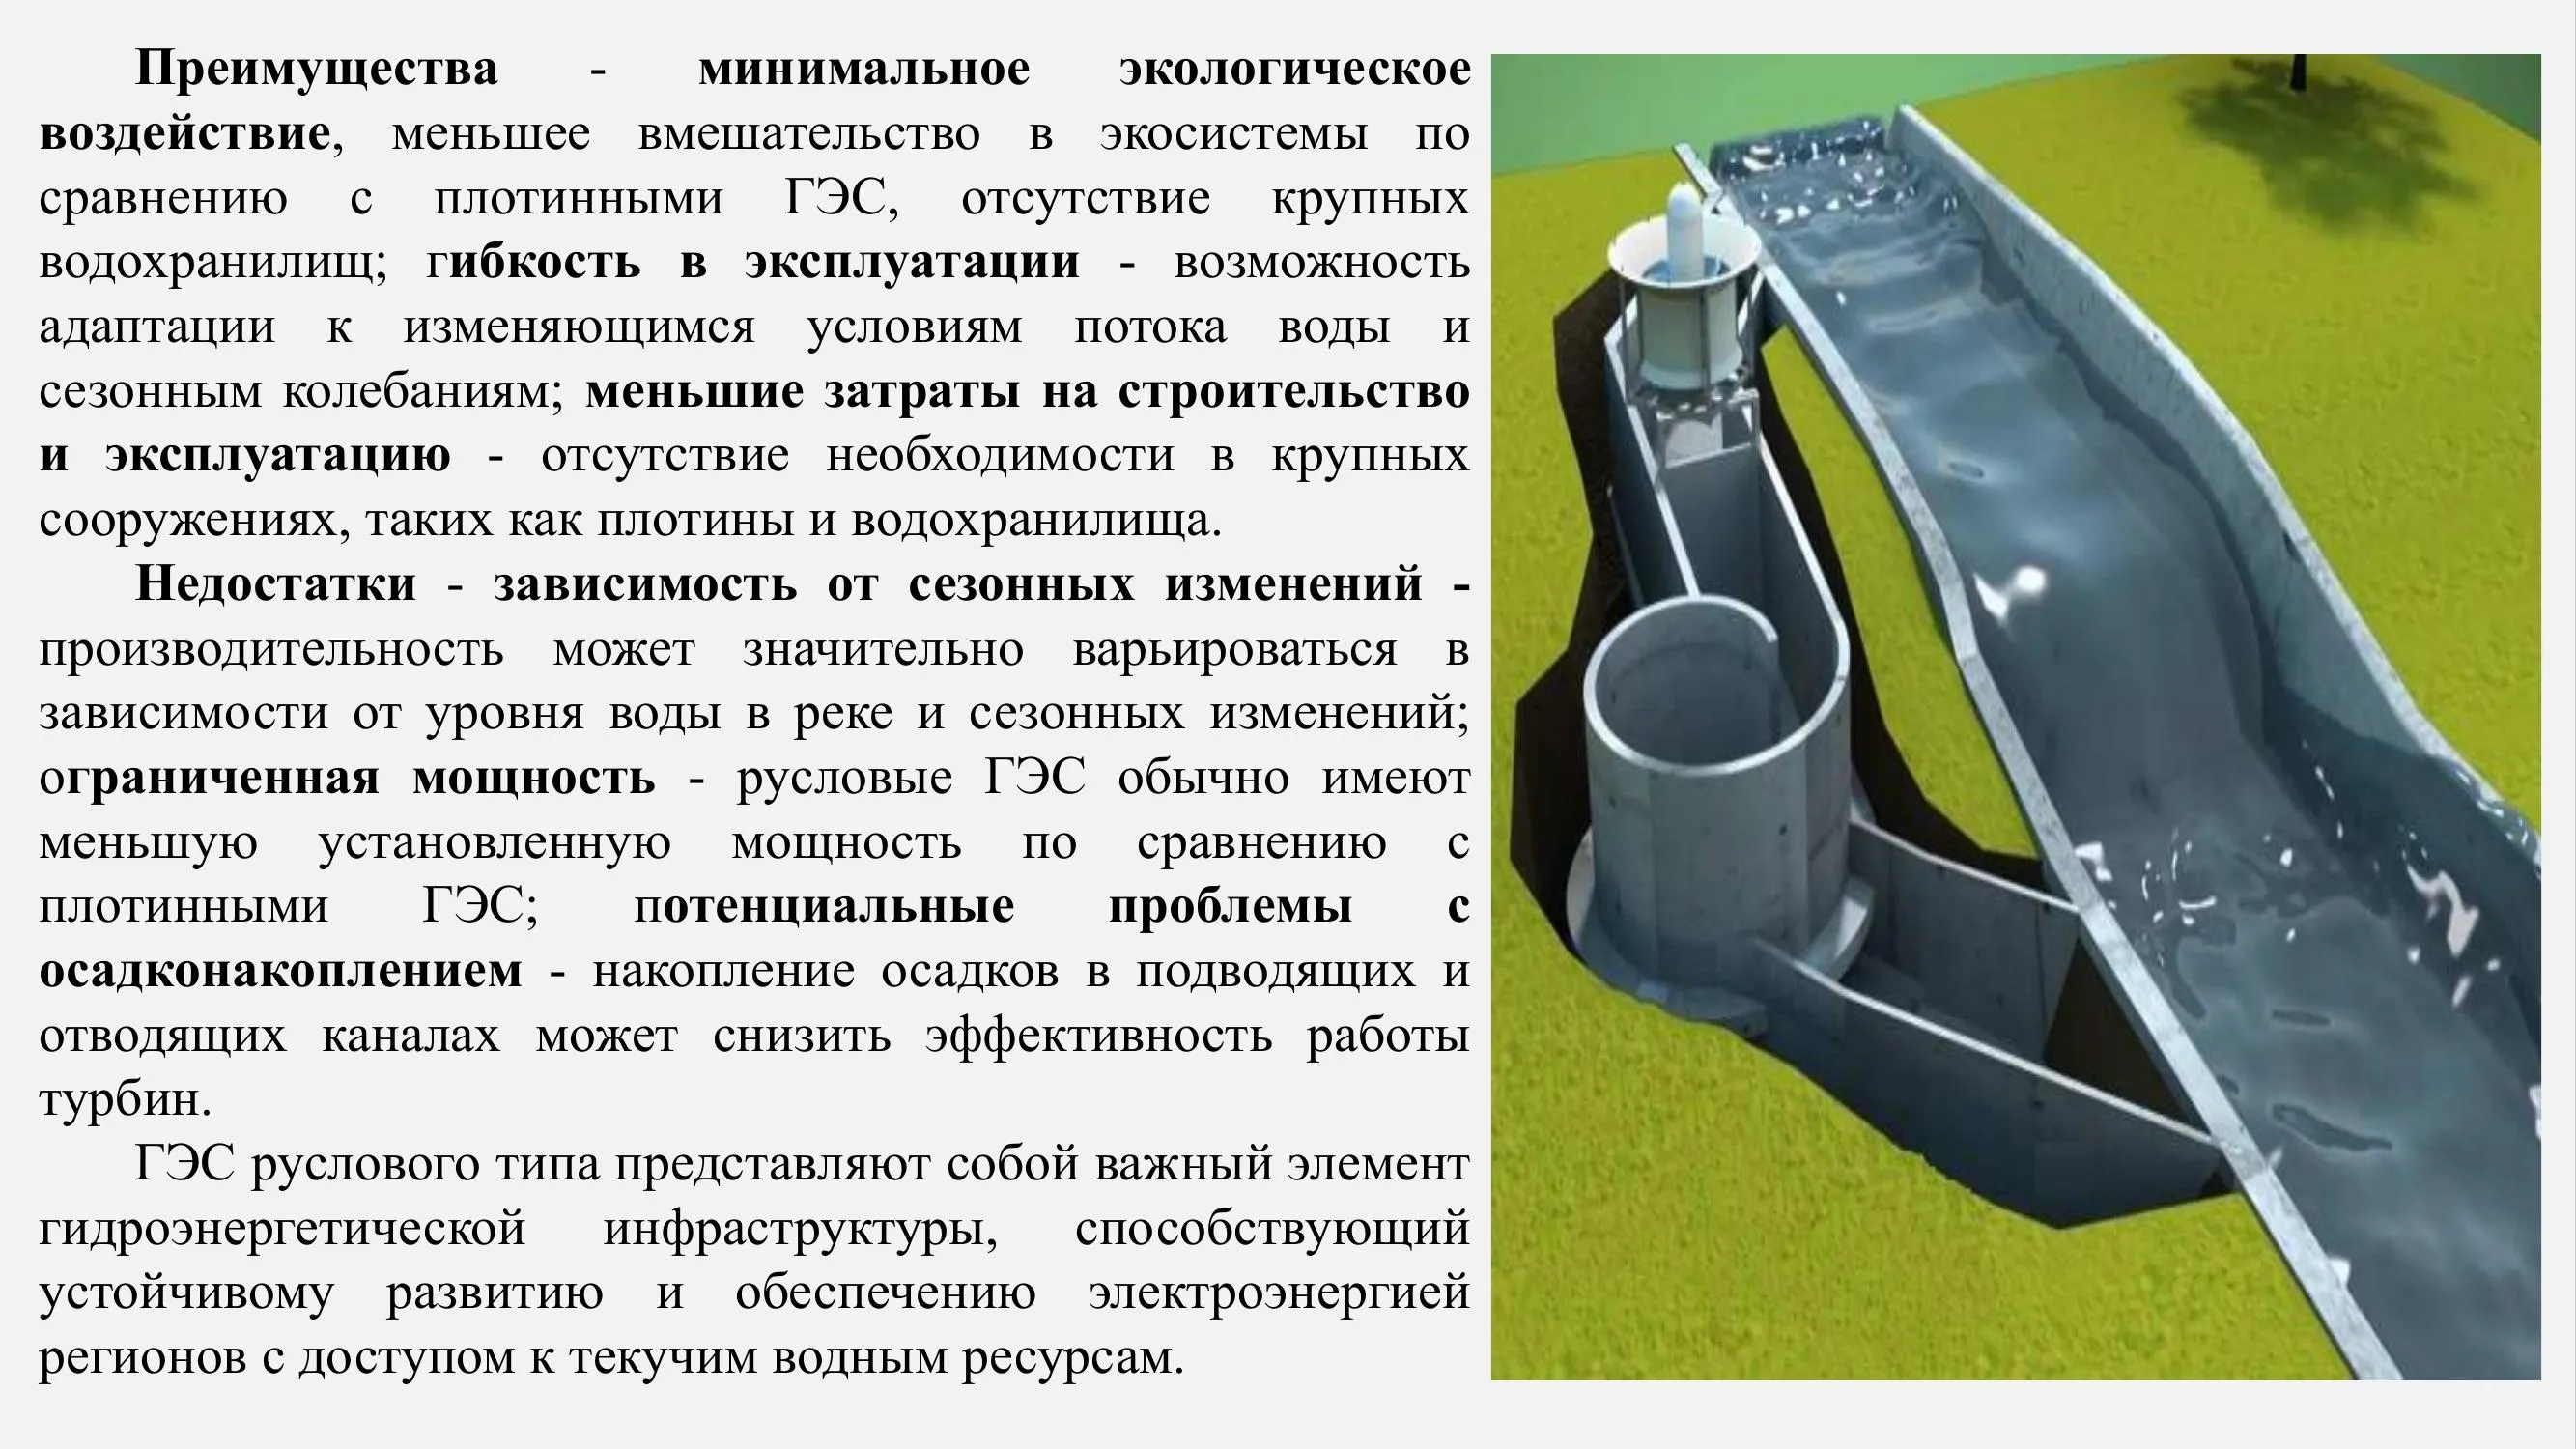 Преимущества - минимальное экологическое
воздействие, меньшее вмешательство в экосистемы по
сравнению с плотинными ГЭС, отсутствие крупных
водохранилищ; гибкость в эксплуатации - возможность
адаптации к изменяющимся условиям потока воды и
сезонным колебаниям; меньшие затраты на строительство
и эксплуатацию - отсутствие необходимости в крупных
сооружениях, таких как плотины и водохранилища.
Недостатки - зависимость от сезонных изменений -
производительность может значительно варьироваться в
зависимости от уровня воды в реке и сезонных изменений;
ограниченная мощность - русловые ГЭС обычно имеют
меньшую установленную мощность по сравнению с
плотинными ГЭС; потенциальные проблемы с
осадконакоплением - накопление осадков в подводящих и
отводящих каналах может снизить эффективность работы
турбин.
ГЭС руслового типа представляют собой важный элемент
гидроэнергетической инфраструктуры, способствующий
устойчивому развитию и обеспечению электроэнергией
регионов с доступом к текучим водным ресурсам.